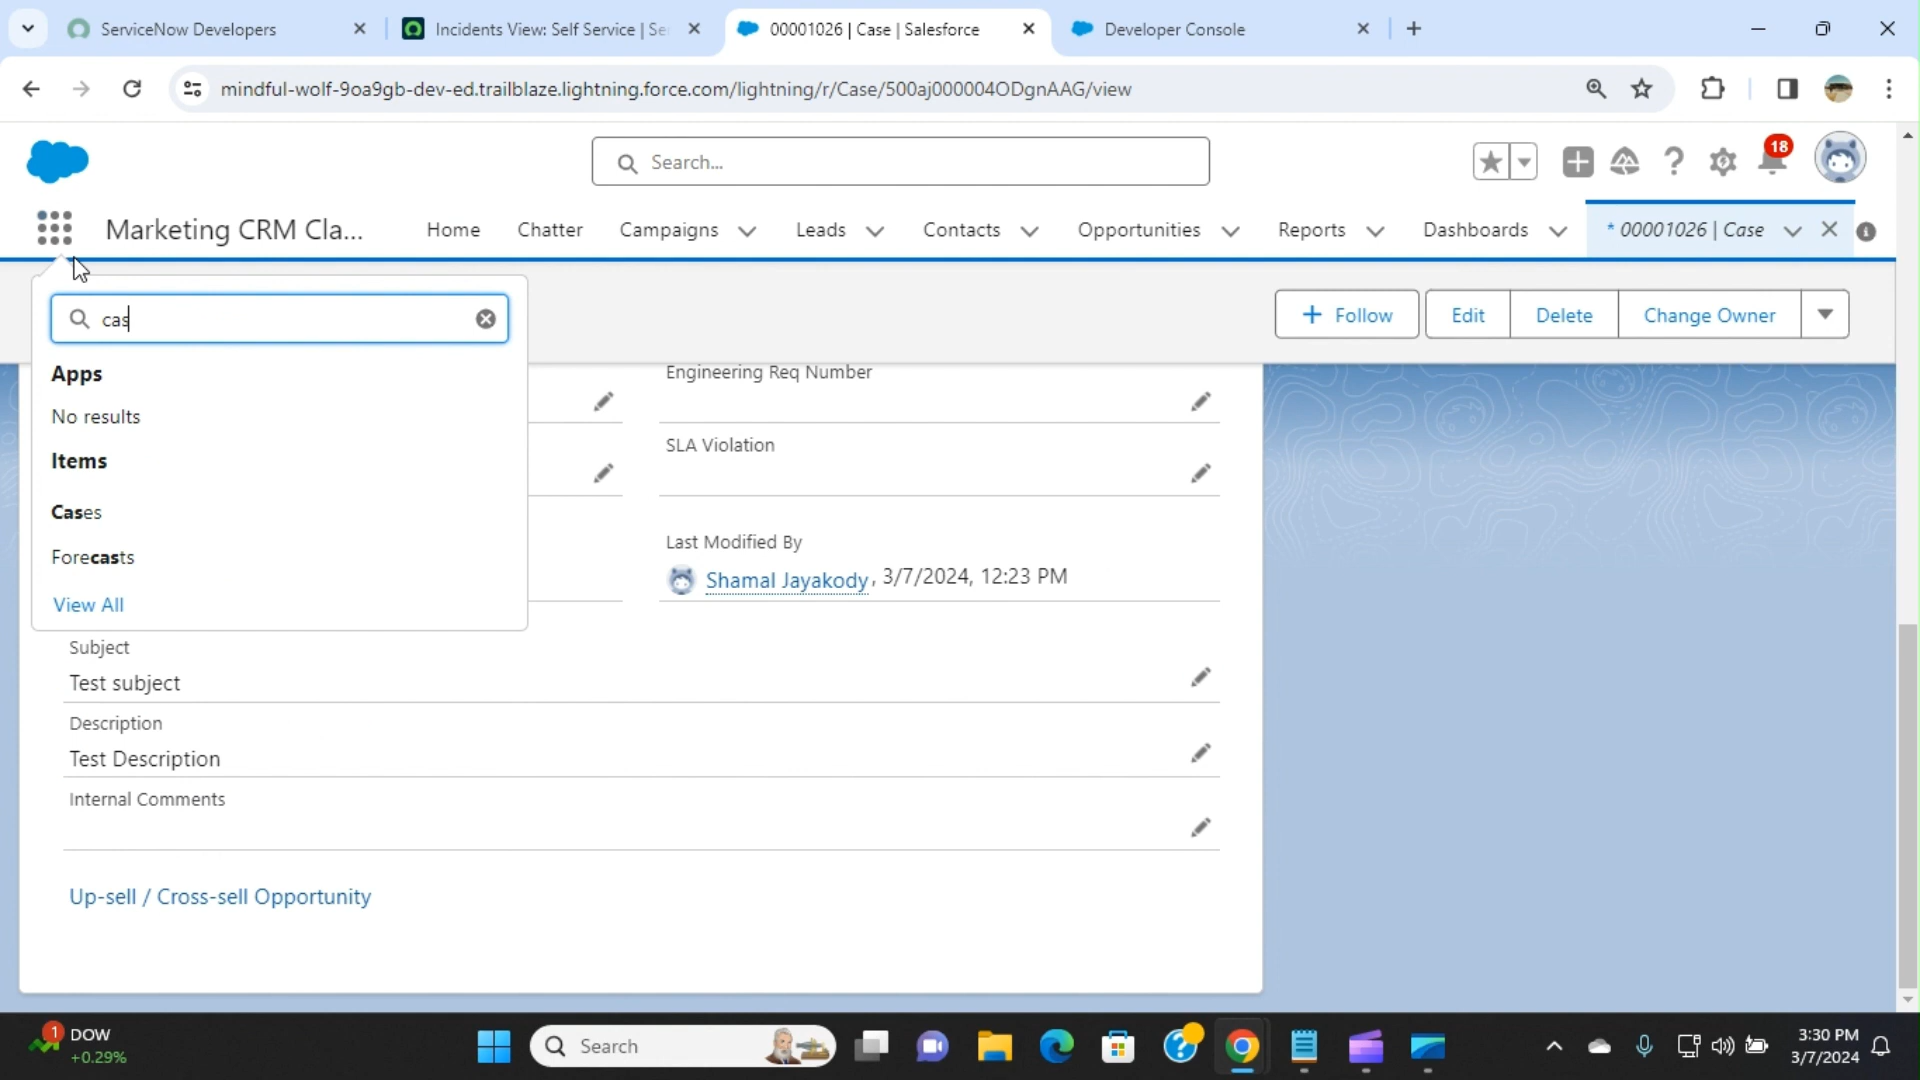 ServiceNow Developers
Incidents View: Self Service | Se
00001026 | Case | Salesforce
Developer Console
mindful-wolf-9oa9gb-dev-ed.trailblaze.lightning.force.com/lightning/r/Case/500aj000004ODgnAAG/view
Search...
18
Marketing CRM Cla...
Home
Chatter
Campaigns
Leads
Contacts
Opportunities
Reports
Dashboards
* 00001026 | Case
cas
Follow
Edit
Delete
Change Owner
Apps
No results
Items
Cases
Forecasts
View All
Engineering Req Number
SLA Violation
Last Modified By
Shamal Jayakody, 3/7/2024, 12:23 PM
Subject
Test subject
Description
Test Description
Internal Comments
Up-sell / Cross-sell Opportunity
1
DOW
+0.29%
Search
3:30 PM
3/7/2024